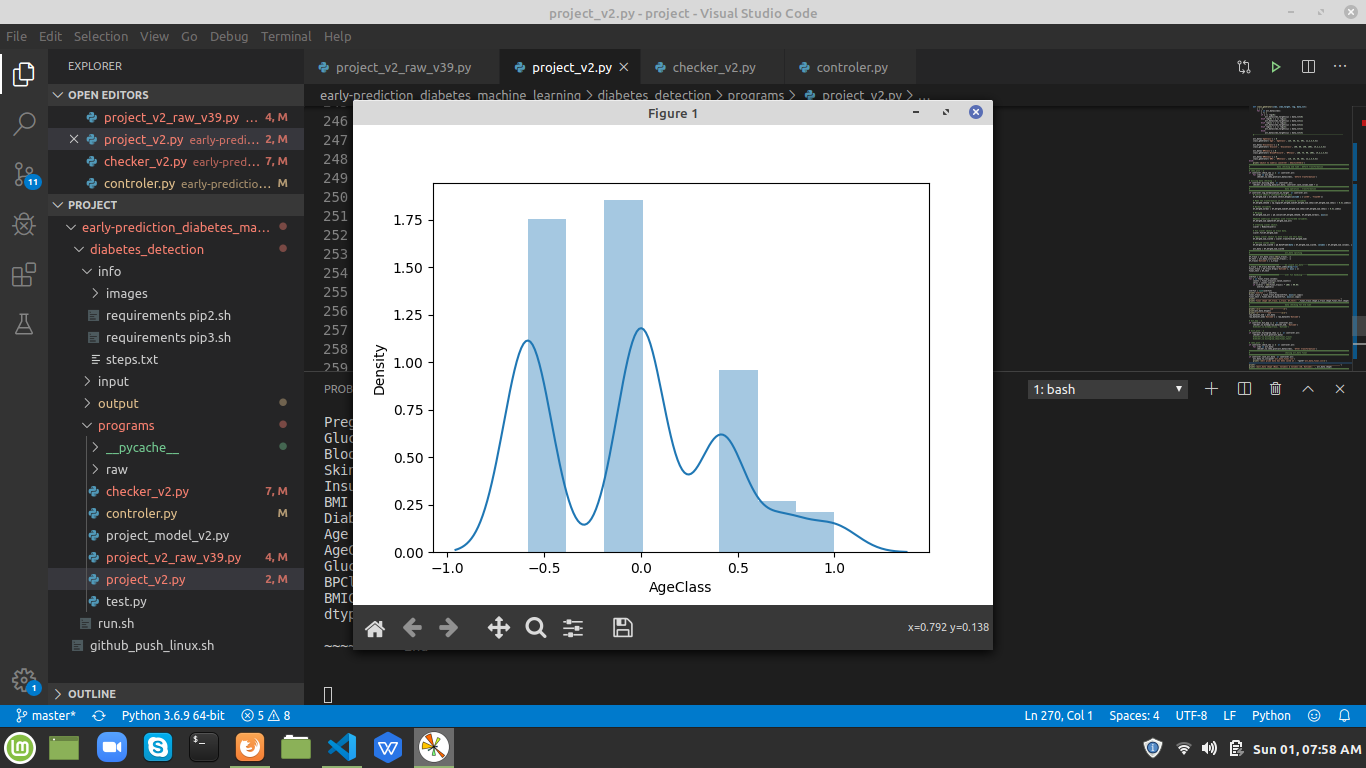 project_v2.py - project - Visual Studio Code
File Edit Selection View Go Debug Terminal Help
EXPLORER
project_v2_raw_v39.py project_v2.py checker_v2.py controler.py
OPEN EDITORS
project_v2_raw_v39.py ... 4, M
project_v2.py early-predi... 2, M
checker_v2.py early-pred... 7, M
controler.py early-predictio... M
PROJECT
early-prediction_diabetes_ma...
diabetes_detection
info
images
requirements pip2.sh
requirements pip3.sh
steps.txt
input
output
programs
__pycache__
raw
checker_v2.py 7, M
controler.py M
project_model_v2.py
project_v2_raw_v39.py 4, M
project_v2.py 2, M
test.py
run.sh
github_push_linux.sh
OUTLINE
11
1
early-prediction_diabetes_machine_learning diabetes_detection programs project_v2.py ...
246
247
248
249
250
251
252
253
254
255
256
257
258
259
PROB
1: bash
Preg
Gluc
Bloo
Skin
Insu
BMI
Diab
Age
AgeC
Gluc
BPCl
BMIC
dtyp
Figure 1
Density
1.75
1.50
1.25
1.00
0.75
0.50
0.25
0.00
−1.0 −0.5 0.0 0.5 1.0
AgeClass
x=0.792 y=0.138
master* Python 3.6.9 64-bit 5 8 Ln 270, Col 1 Spaces: 4 UTF-8 LF Python
Sun 01, 07:58 AM